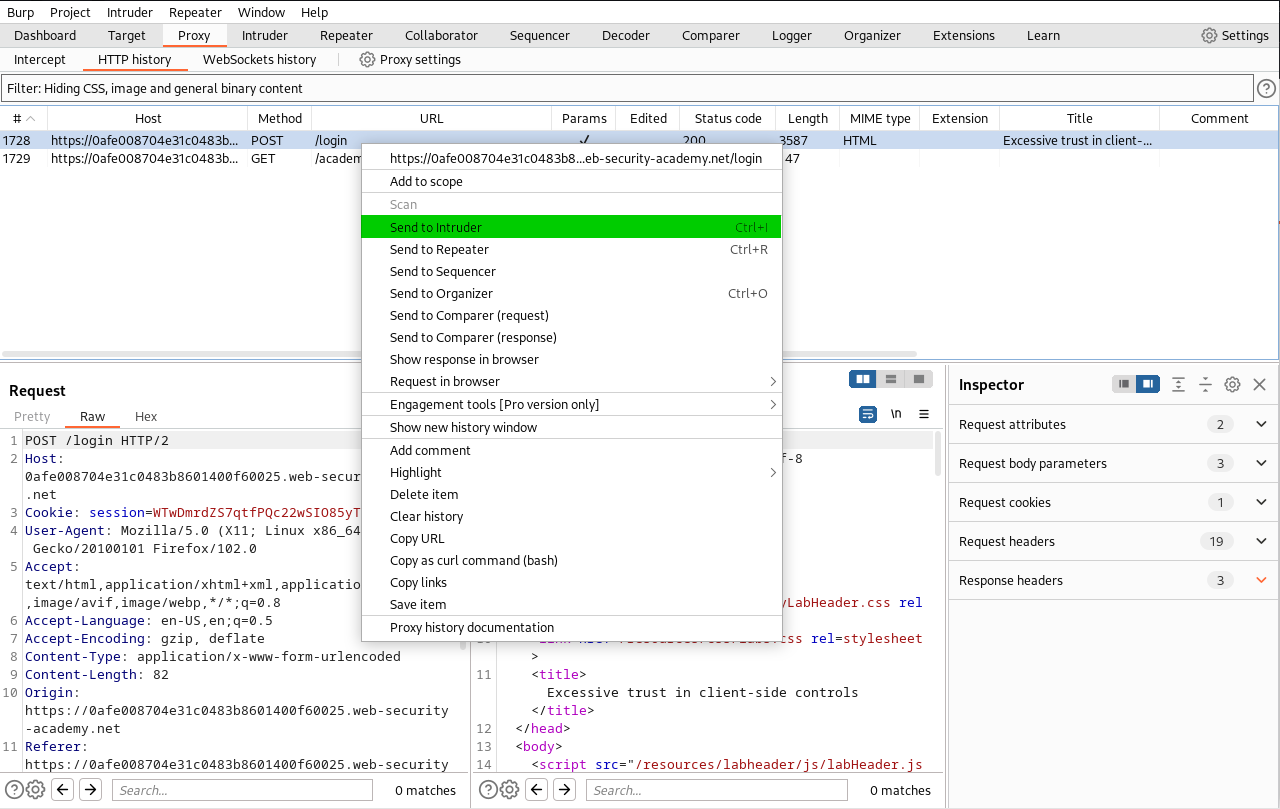 Burp Project Intruder Repeater Window Help
Dashboard Target Proxy Intruder Repeater Collaborator Sequencer Decoder Comparer Logger Organizer Extensions Learn Settings
Intercept HTTP history WebSockets history Proxy settings
Filter: Hiding CSS, image and general binary content
# Host Method URL Params Edited Status code Length MIME type Extension Title Comment
1728 https://0afe008704e31c0483b... POST /login ✓ 200 3587 HTML Excessive trust in client-...
1729 https://0afe008704e31c0483b... GET /academ 47
https://0afe008704e31c0483b8...eb-security-academy.net/login
Add to scope
Scan
Send to Intruder Ctrl+I
Send to Repeater Ctrl+R
Send to Sequencer
Send to Organizer Ctrl+O
Send to Comparer (request)
Send to Comparer (response)
Show response in browser
Request in browser
Engagement tools [Pro version only]
Show new history window
Add comment
Highlight
Delete item
Clear history
Copy URL
Copy as curl command (bash)
Copy links
Save item
Proxy history documentation
Request
Pretty Raw Hex
1 POST /login HTTP/2
2 Host:
0afe008704e31c0483b8601400f60025.web-secur
.net
3 Cookie: session=WTwDmrdZS7qtfPQc22wSIO85yT
4 User-Agent: Mozilla/5.0 (X11; Linux x86_64
Gecko/20100101 Firefox/102.0
5 Accept:
text/html,application/xhtml+xml,applicatio
,image/avif,image/webp,*/*;q=0.8
6 Accept-Language: en-US,en;q=0.5
7 Accept-Encoding: gzip, deflate
8 Content-Type: application/x-www-form-urlencoded
9 Content-Length: 82
10 Origin:
https://0afe008704e31c0483b8601400f60025.web-security
-academy.net
11 Referer:
https://0afe008704e31c0483b8601400f60025.web-security
Search... 0 matches
\n
f-8
LabHeader.css rel
rel=stylesheet
>
11 <title>
Excessive trust in client-side controls
</title>
12 </head>
13 <body>
14 <script src="/resources/labheader/js/labHeader.js
Search... 0 matches
Inspector
Request attributes 2
Request body parameters 3
Request cookies 1
Request headers 19
Response headers 3